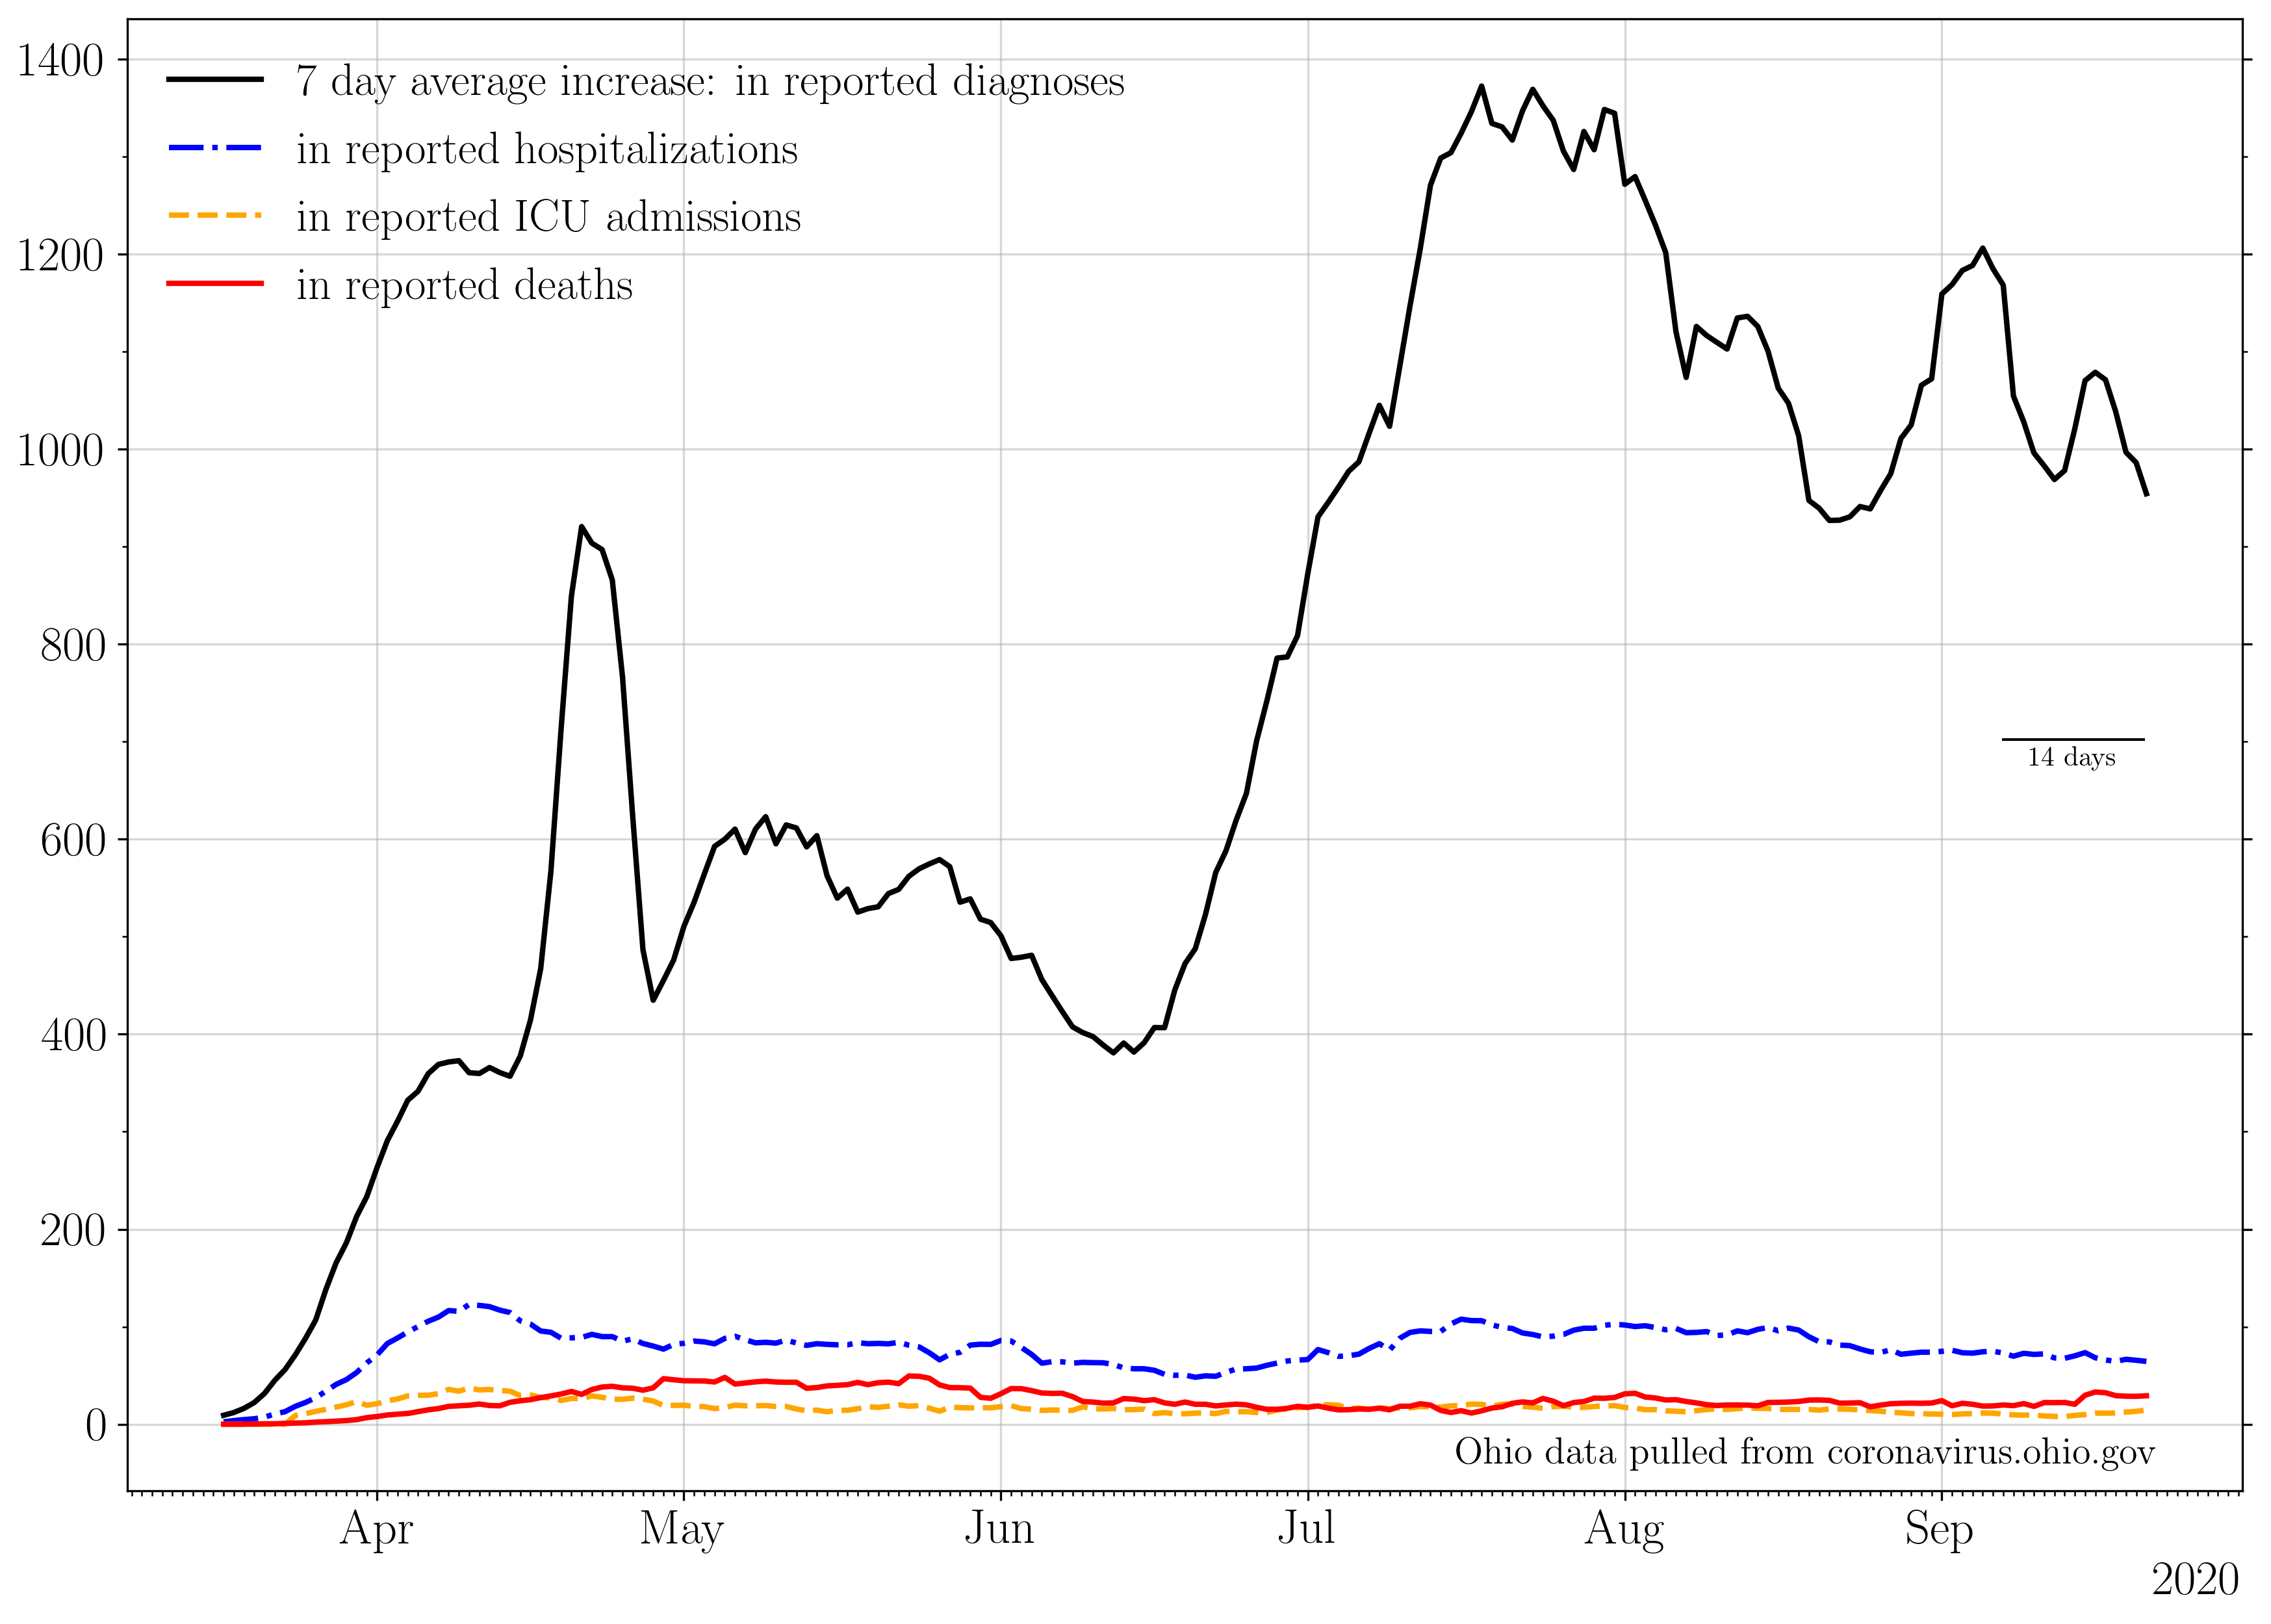 1400
7 day average increase: in reported diagnoses
in reported hospitalizations
in reported ICU admissions
1200
in reported deaths
1000
800
14 days
600
400
200
0
Ohio data pulled from coronavirus.ohio.gov
Apr May Jun Jul Aug Sep
2020